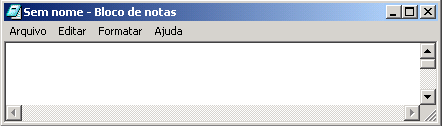 Sem nome - Bloco de notas
Arquivo Editar Formatar Ajuda